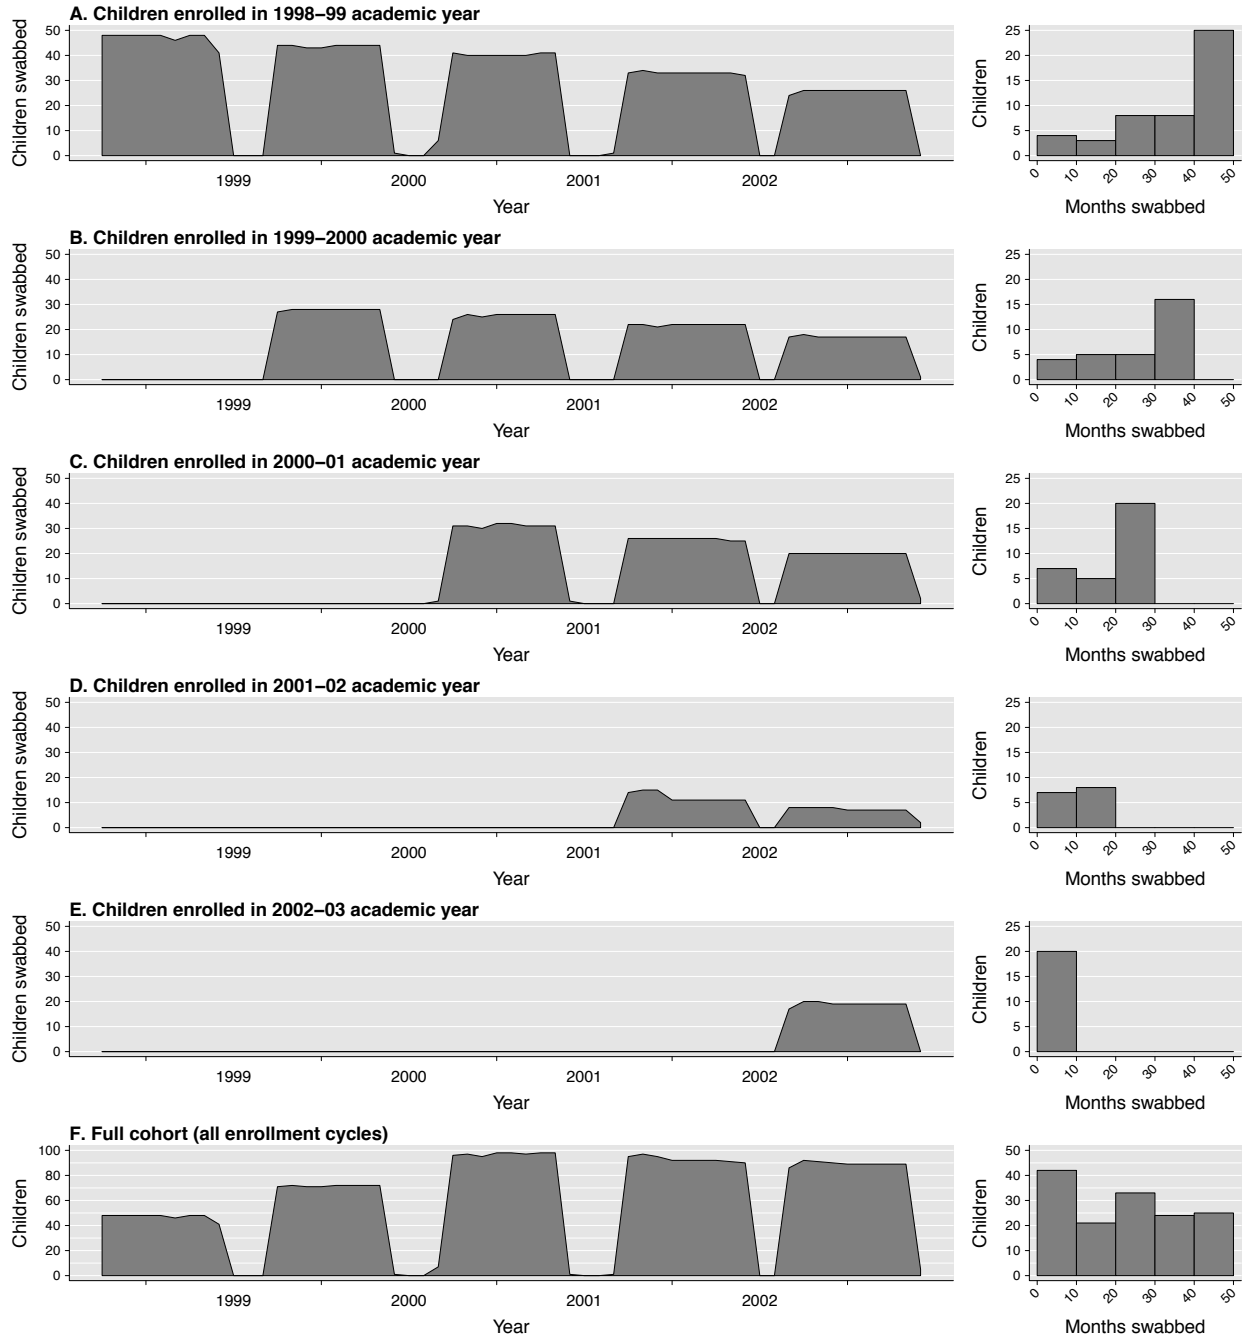 A. Children enrolled in 1998–99 academic year
Children swabbed
50
40
30
20
10
0
1999 2000 2001 2002
Year
Children
25
20
15
10
5
0
0 10 20 30 40 50
Months swabbed
B. Children enrolled in 1999–2000 academic year
Children swabbed
50
40
30
20
10
0
1999 2000 2001 2002
Year
Children
25
20
15
10
5
0
0 10 20 30 40 50
Months swabbed
C. Children enrolled in 2000–01 academic year
Children swabbed
50
40
30
20
10
0
1999 2000 2001 2002
Year
Children
25
20
15
10
5
0
0 10 20 30 40 50
Months swabbed
D. Children enrolled in 2001–02 academic year
Children swabbed
50
40
30
20
10
0
1999 2000 2001 2002
Year
Children
25
20
15
10
5
0
0 10 20 30 40 50
Months swabbed
E. Children enrolled in 2002–03 academic year
Children swabbed
50
40
30
20
10
0
1999 2000 2001 2002
Year
Children
25
20
15
10
5
0
0 10 20 30 40 50
Months swabbed
F. Full cohort (all enrollment cycles)
Children
100
80
60
40
20
0
1999 2000 2001 2002
Year
Children
50
40
30
20
10
0
0 10 20 30 40 50
Months swabbed